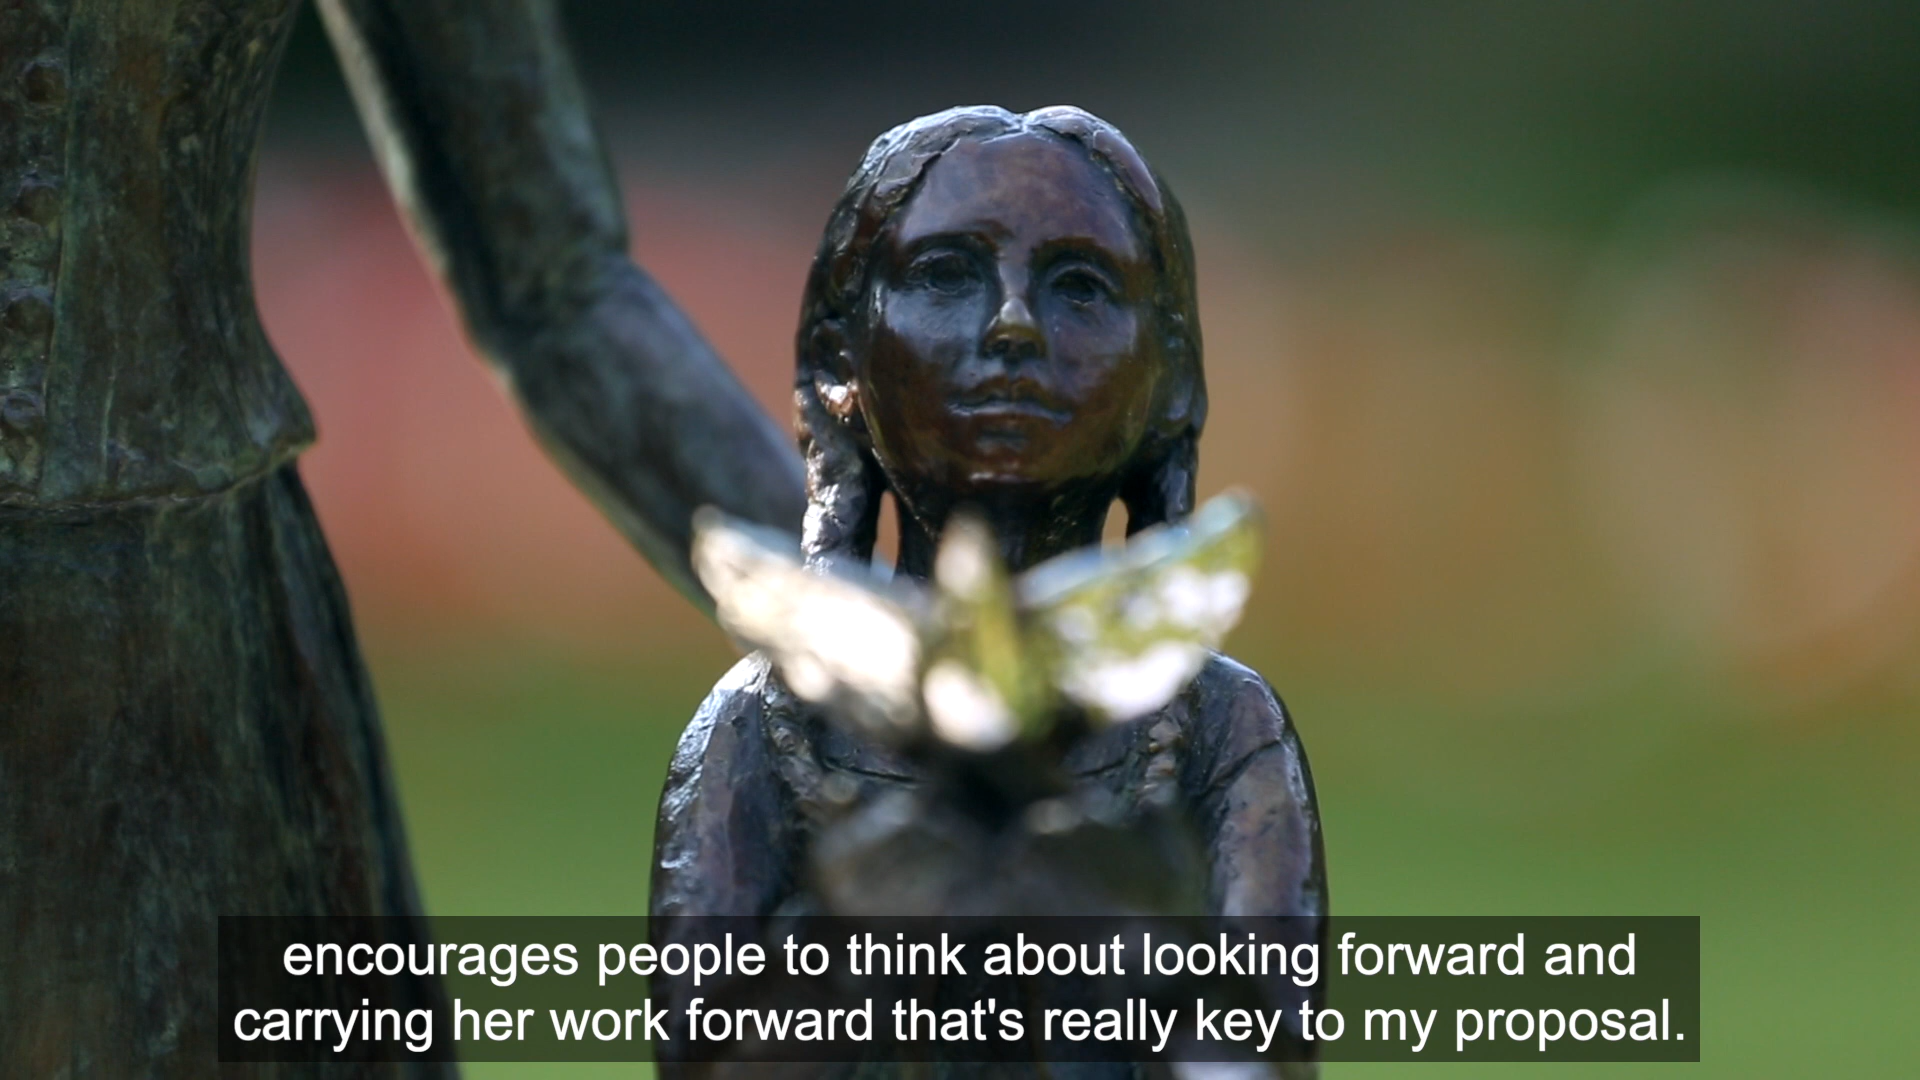 encourages people to think about looking forward and
carrying her work forward that's really key to my proposal.